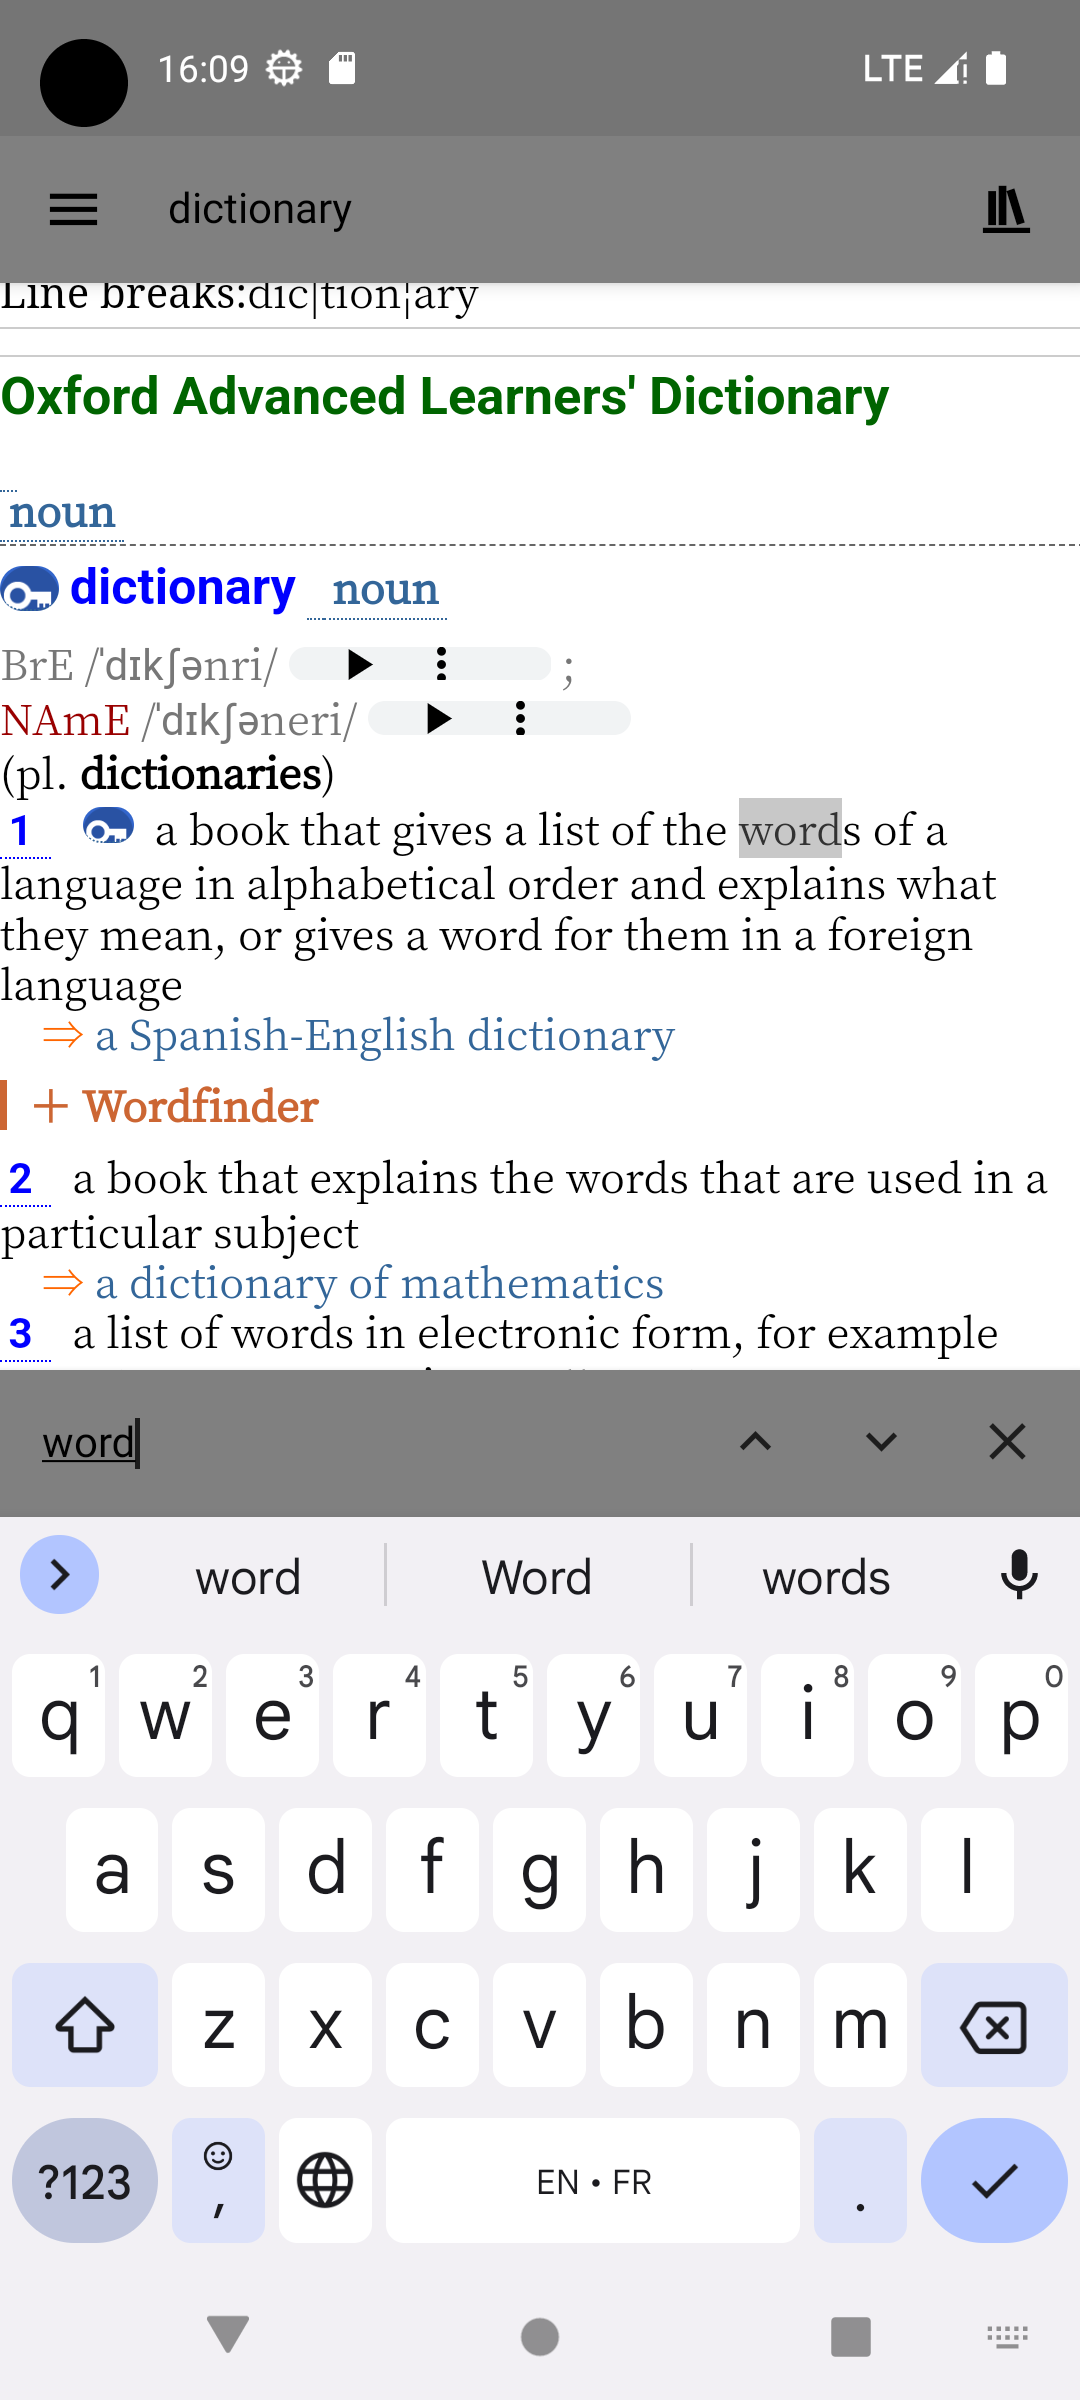 16:09
LTE
dictionary
Line breaks:dic|tion¦ary
Oxford Advanced Learners' Dictionary
noun
dictionary noun
BrE /ˈdɪkʃənri/ ;
NAmE /ˈdɪkʃəneri/
(pl. dictionaries)
1 a book that gives a list of the words of a
language in alphabetical order and explains what
they mean, or gives a word for them in a foreign
language
⇒ a Spanish-English dictionary
+ Wordfinder
2 a book that explains the words that are used in a
particular subject
⇒ a dictionary of mathematics
3 a list of words in electronic form, for example
word
word Word words
q 1 w 2 e 3 r 4 t 5 y 6 u 7 i 8 o 9 p 0
a s d f g h j k l
z x c v b n m
?123 , EN • FR .